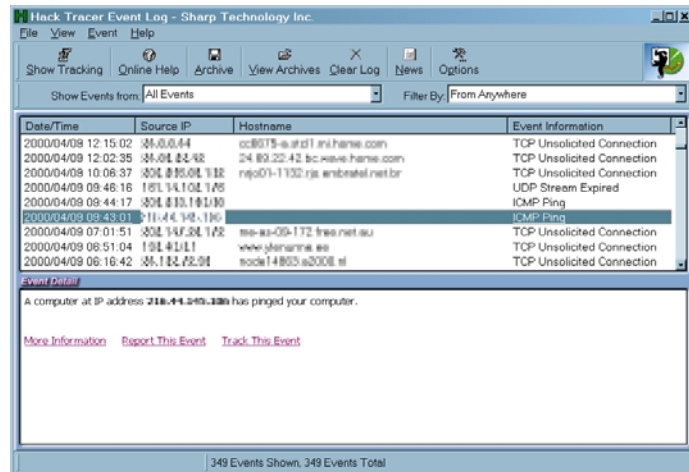 Hack Tracer Event Log - Sharp Technology Inc.
File View Event Help
Show Tracking Online Help Archive View Archives Clear Log News Options
Show Events from: All Events Filter By: From Anywhere
Date/Time Source IP Hostname Event Information
2000/04/09 12:15:02 TCP Unsolicited Connection
2000/04/09 12:02:35 TCP Unsolicited Connection
2000/04/09 10:06:37 TCP Unsolicited Connection
2000/04/09 09:46:16 UDP Stream Expired
2000/04/09 09:44:17 ICMP Ping
2000/04/09 09:43:01 ICMP Ping
2000/04/09 07:01:51 TCP Unsolicited Connection
2000/04/09 06:51:04 TCP Unsolicited Connection
2000/04/09 06:16:42 TCP Unsolicited Connection
Event Detail
A computer at IP address has pinged your computer.
More Information Report This Event Track This Event
349 Events Shown, 349 Events Total